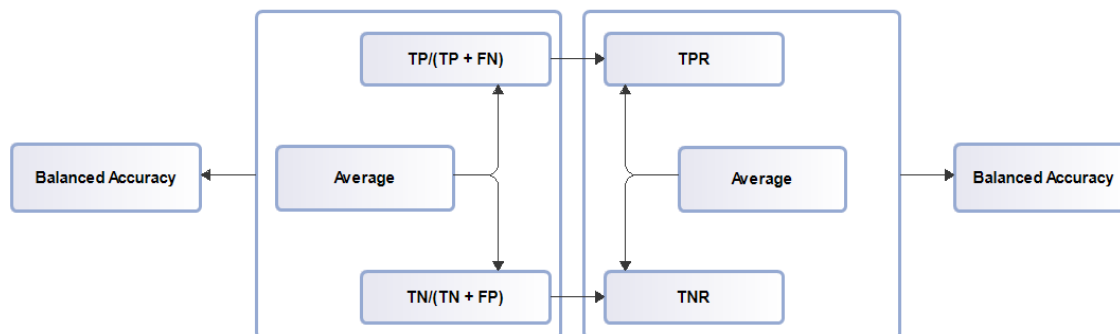 TP/(TP + FN)
TPR
Balanced Accuracy
Average
Average
Balanced Accuracy
TN/(TN + FP)
TNR